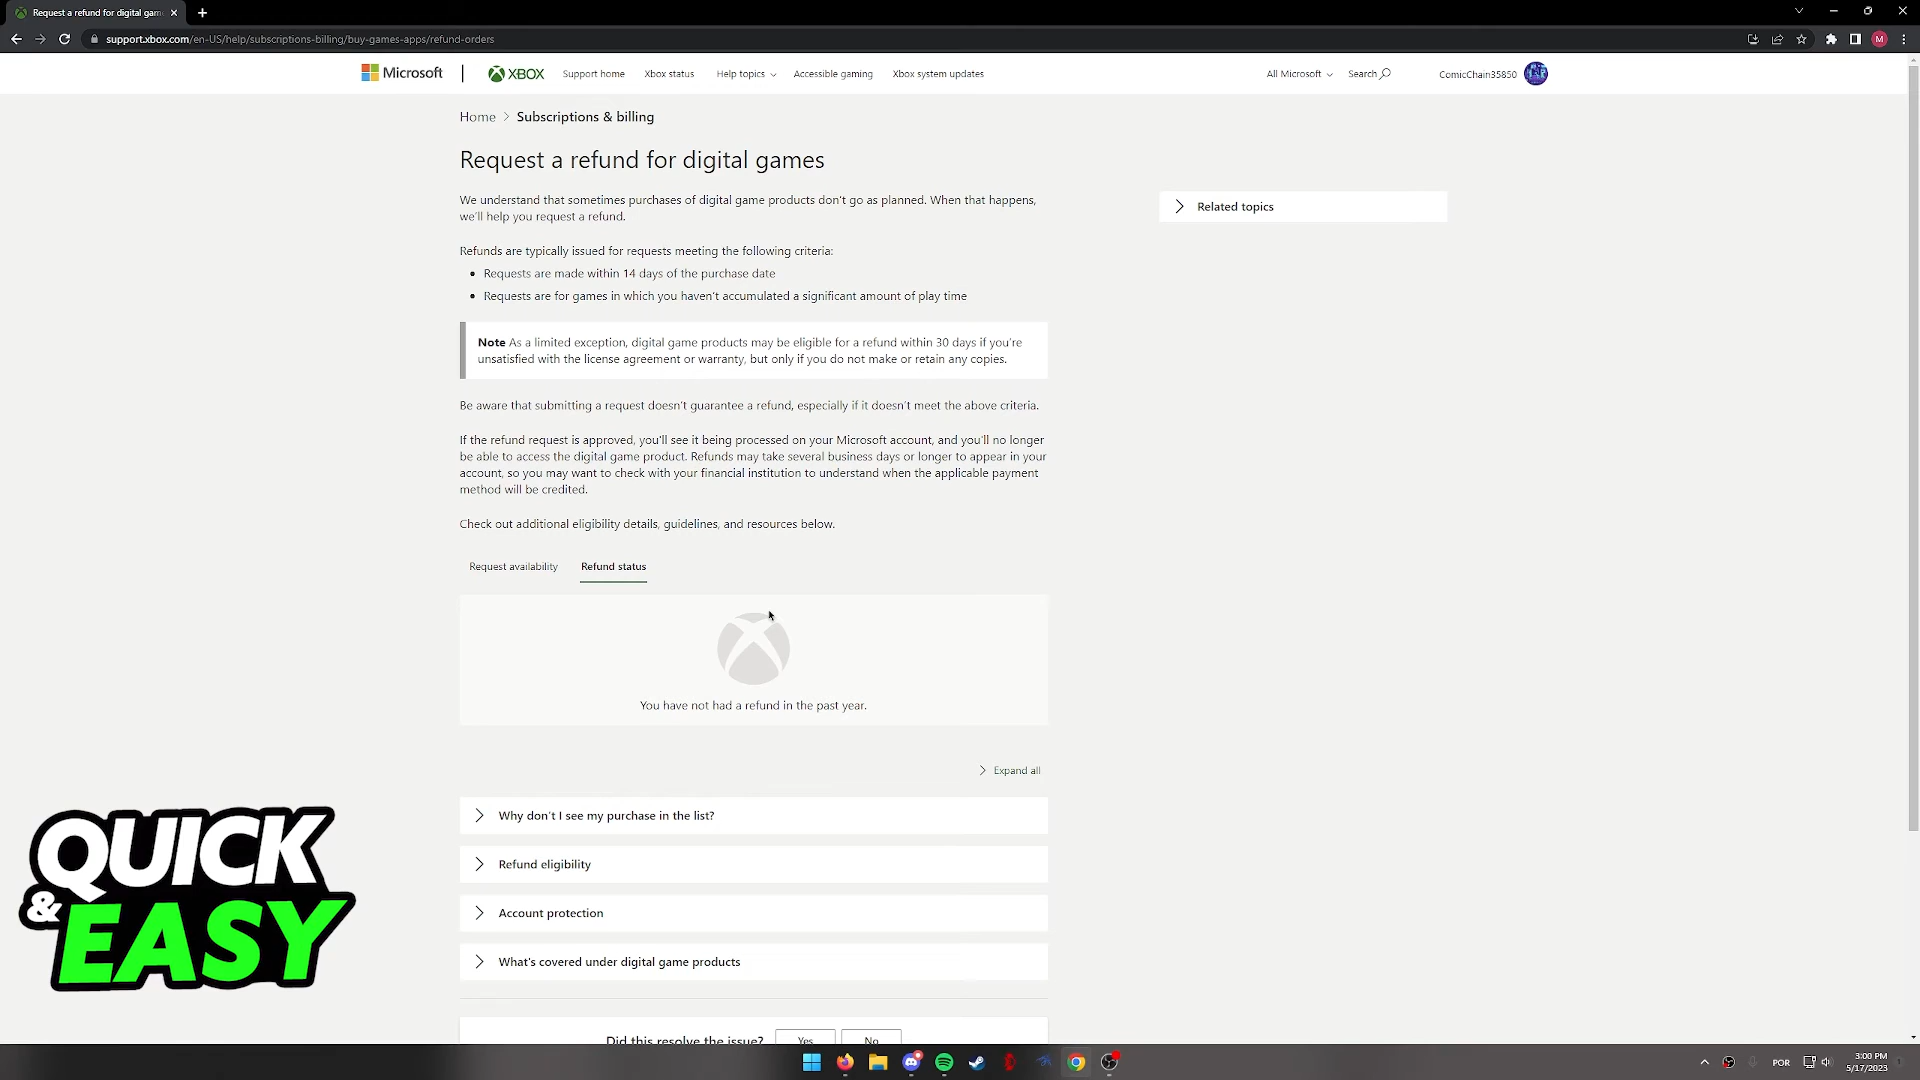 Request a refund for digital gam
support.xbox.com/en-US/help/subscriptions-billing/buy-games-apps/refund-orders
M
Microsoft
XBOX
Support home
Xbox status
Help topics
Accessible gaming
Xbox system updates
All Microsoft
Search
ComicChain35850
Home > Subscriptions & billing
Request a refund for digital games
We understand that sometimes purchases of digital game products don't go as planned. When that happens,
we'll help you request a refund.
Related topics
Refunds are typically issued for requests meeting the following criteria:
• Requests are made within 14 days of the purchase date
• Requests are for games in which you haven't accumulated a significant amount of play time
Note As a limited exception, digital game products may be eligible for a refund within 30 days if you're
unsatisfied with the license agreement or warranty, but only if you do not make or retain any copies.
Be aware that submitting a request doesn't guarantee a refund, especially if it doesn't meet the above criteria.
If the refund request is approved, you'll see it being processed on your Microsoft account, and you'll no longer
be able to access the digital game product. Refunds may take several business days or longer to appear in your
account, so you may want to check with your financial institution to understand when the applicable payment
method will be credited.
Check out additional eligibility details, guidelines, and resources below.
Request availability
Refund status
You have not had a refund in the past year.
Expand all
Why don't I see my purchase in the list?
Refund eligibility
Account protection
What's covered under digital game products
Did this resolve the issue?
Yes
No
QUICK
& EASY
POR
3:00 PM
5/17/2023